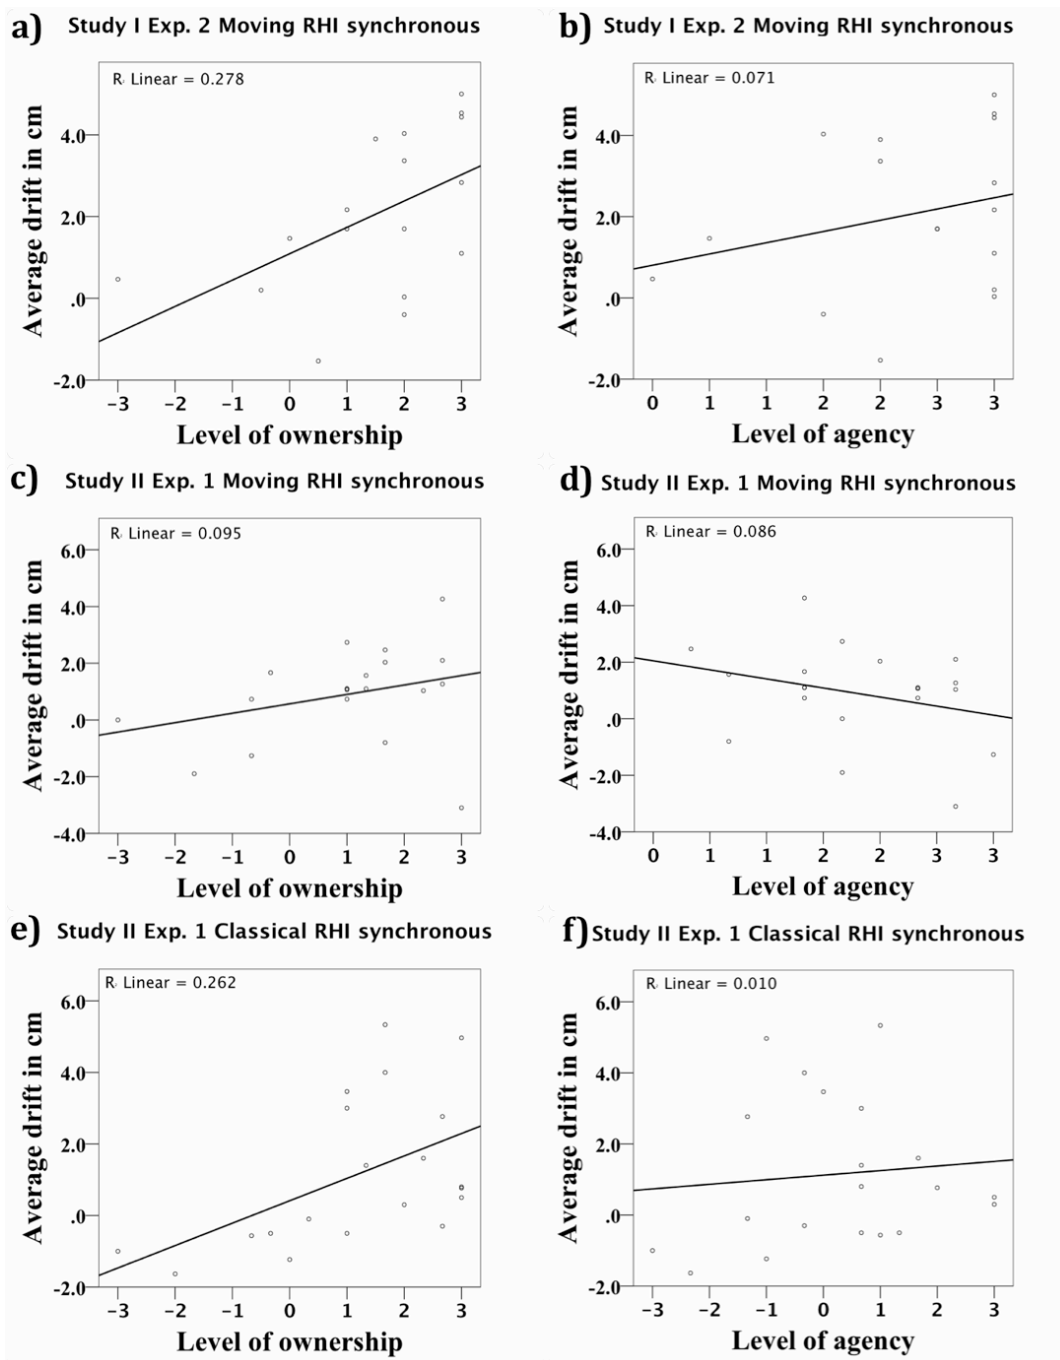 a) Study I Exp. 2 Moving RHI synchronous
R Linear = 0.278
Average drift in cm
4.0
2.0
.0
-2.0
-3 -2 -1 0 1 2 3
Level of ownership
b) Study I Exp. 2 Moving RHI synchronous
R Linear = 0.071
Average drift in cm
4.0
2.0
.0
-2.0
0 1 1 2 2 3 3
Level of agency
c) Study II Exp. 1 Moving RHI synchronous
R Linear = 0.095
Average drift in cm
6.0
4.0
2.0
.0
-2.0
-4.0
-3 -2 -1 0 1 2 3
Level of ownership
d) Study II Exp. 1 Moving RHI synchronous
R Linear = 0.086
Average drift in cm
6.0
4.0
2.0
.0
-2.0
-4.0
0 1 1 2 2 3 3
Level of agency
e) Study II Exp. 1 Classical RHI synchronous
R Linear = 0.262
Average drift in cm
6.0
4.0
2.0
.0
-2.0
-3 -2 -1 0 1 2 3
Level of ownership
f) Study II Exp. 1 Classical RHI synchronous
R Linear = 0.010
Average drift in cm
6.0
4.0
2.0
.0
-2.0
-3 -2 -1 0 1 2 3
Level of agency